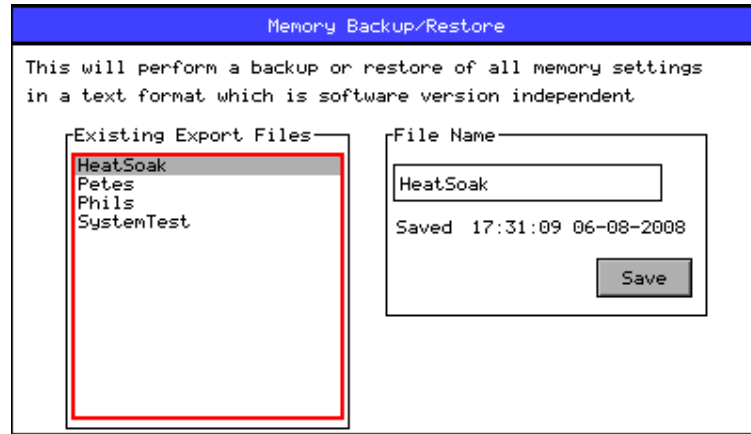 Memory Backup/Restore
This will perform a backup or restore of all memory settings
in a text format which is software version independent
Existing Export Files
HeatSoak
Petes
Phils
SystemTest
File Name
HeatSoak
Saved 17:31:09 06-08-2008
Save